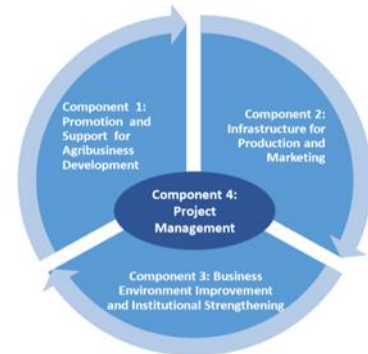 Component 1:
Promotion and
Support for
Agribusiness
Development
Component 2:
Infrastructure for
Production and
Marketing
Component 4:
Project
Management
Component 3: Business
Environment Improvement
and Institutional Strengthening